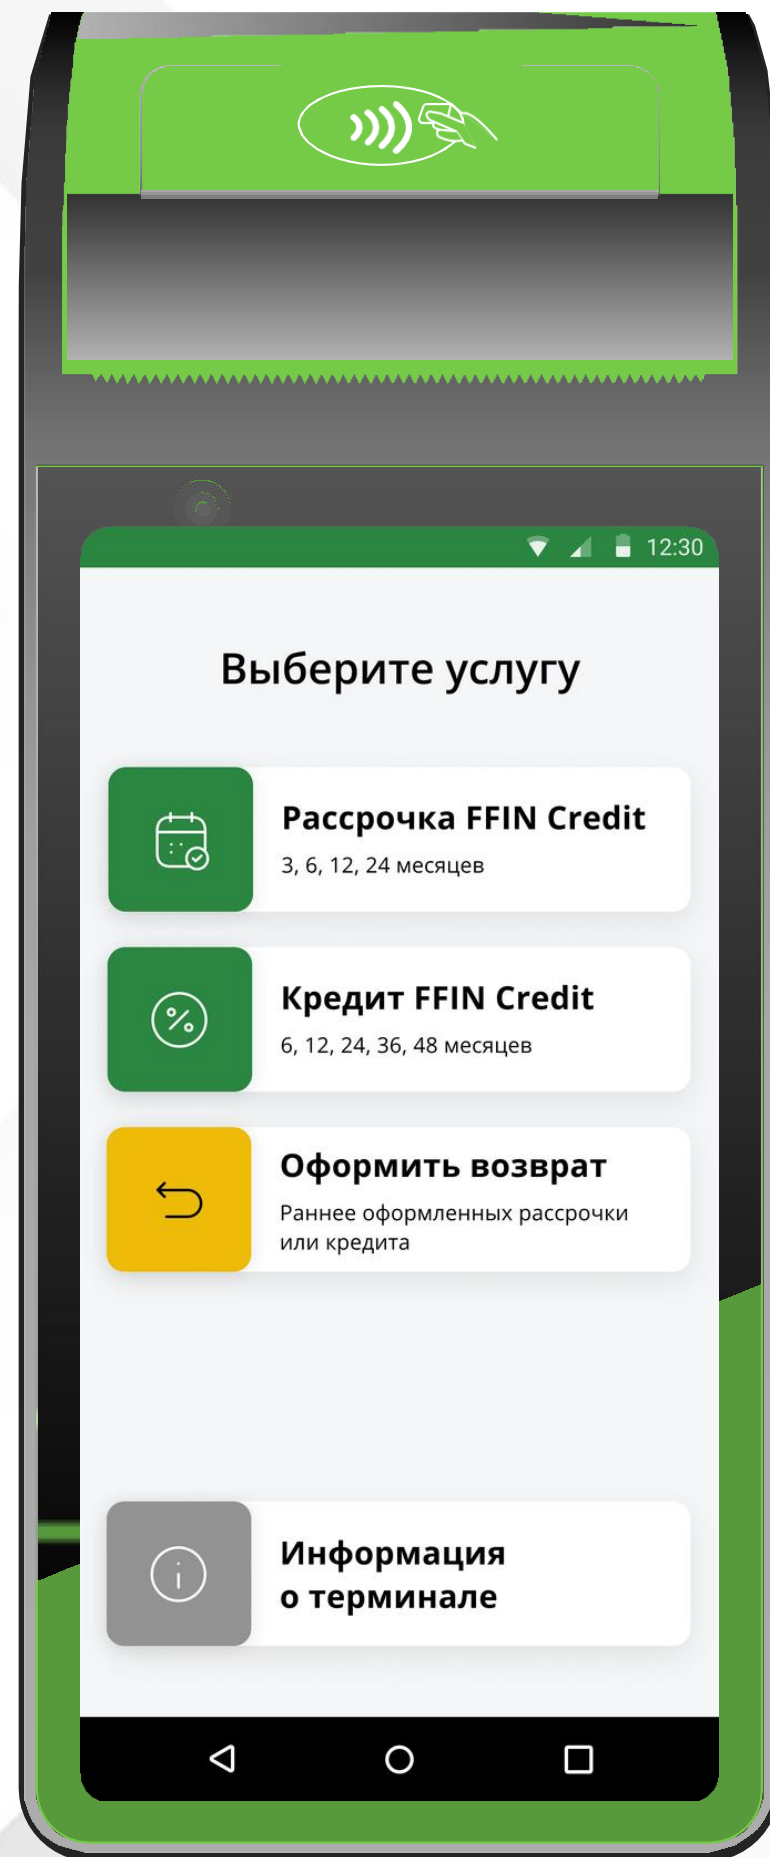 12:30
Выберите услугу
Рассрочка FFIN Credit
3, 6, 12, 24 месяцев
Кредит FFIN Credit
6, 12, 24, 36, 48 месяцев
Оформить возврат
Раннее оформленных рассрочки
или кредита
Информация
о терминале